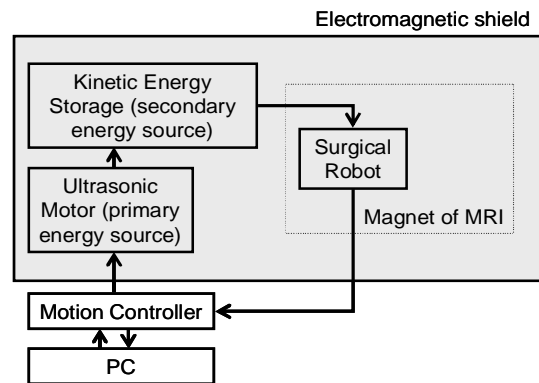 Electromagnetic shield
Kinetic Energy
Storage (secondary
energy source)
Surgical
Robot
Ultrasonic
Motor (primary
energy source)
Magnet of MRI
Motion Controller
PC